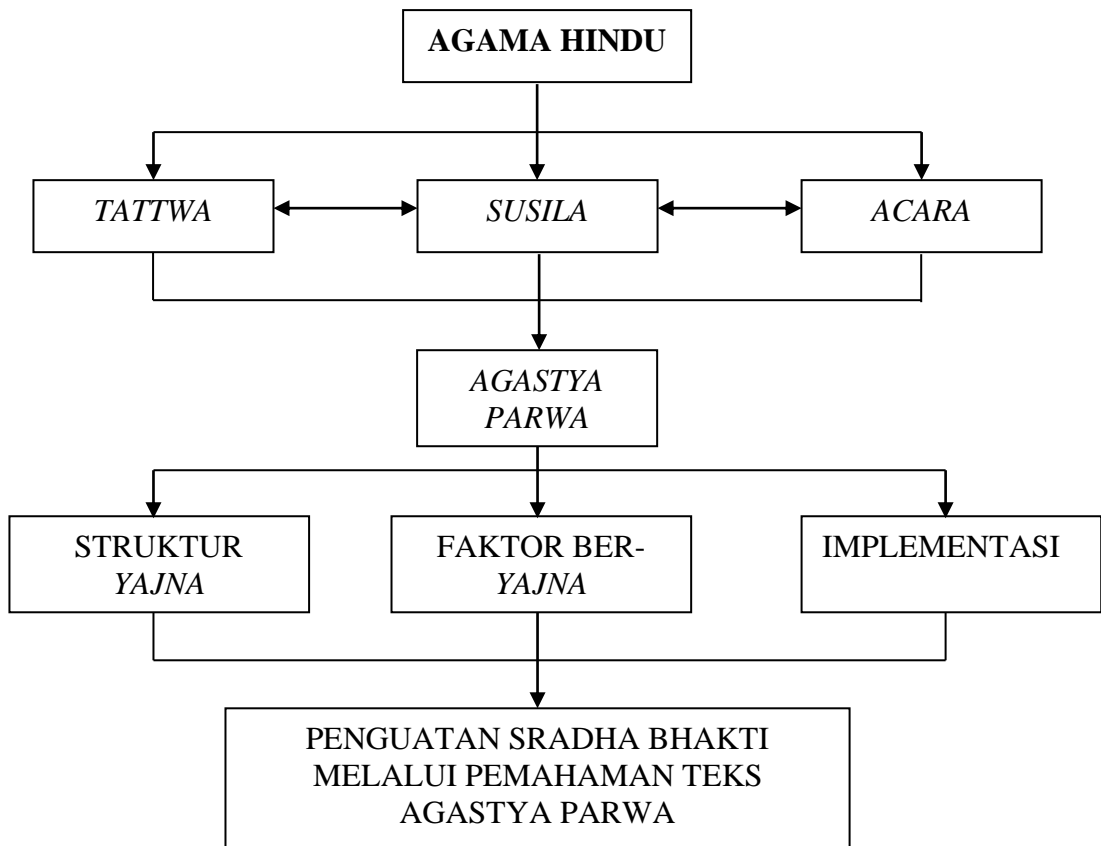 AGAMA HINDU
TATTWA
SUSILA
ACARA
AGASTYA
PARWA
STRUKTUR
YAJNA
FAKTOR BER-
YAJNA
IMPLEMENTASI
PENGUATAN SRADHA BHAKTI
MELALUI PEMAHAMAN TEKS
AGASTYA PARWA